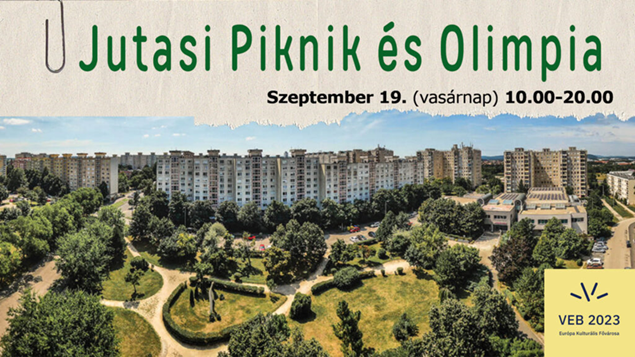 Jutasi Piknik és Olimpia
Szeptember 19. (vasárnap) 10.00-20.00
VEB 2023
Európa Kulturális Fővárosa